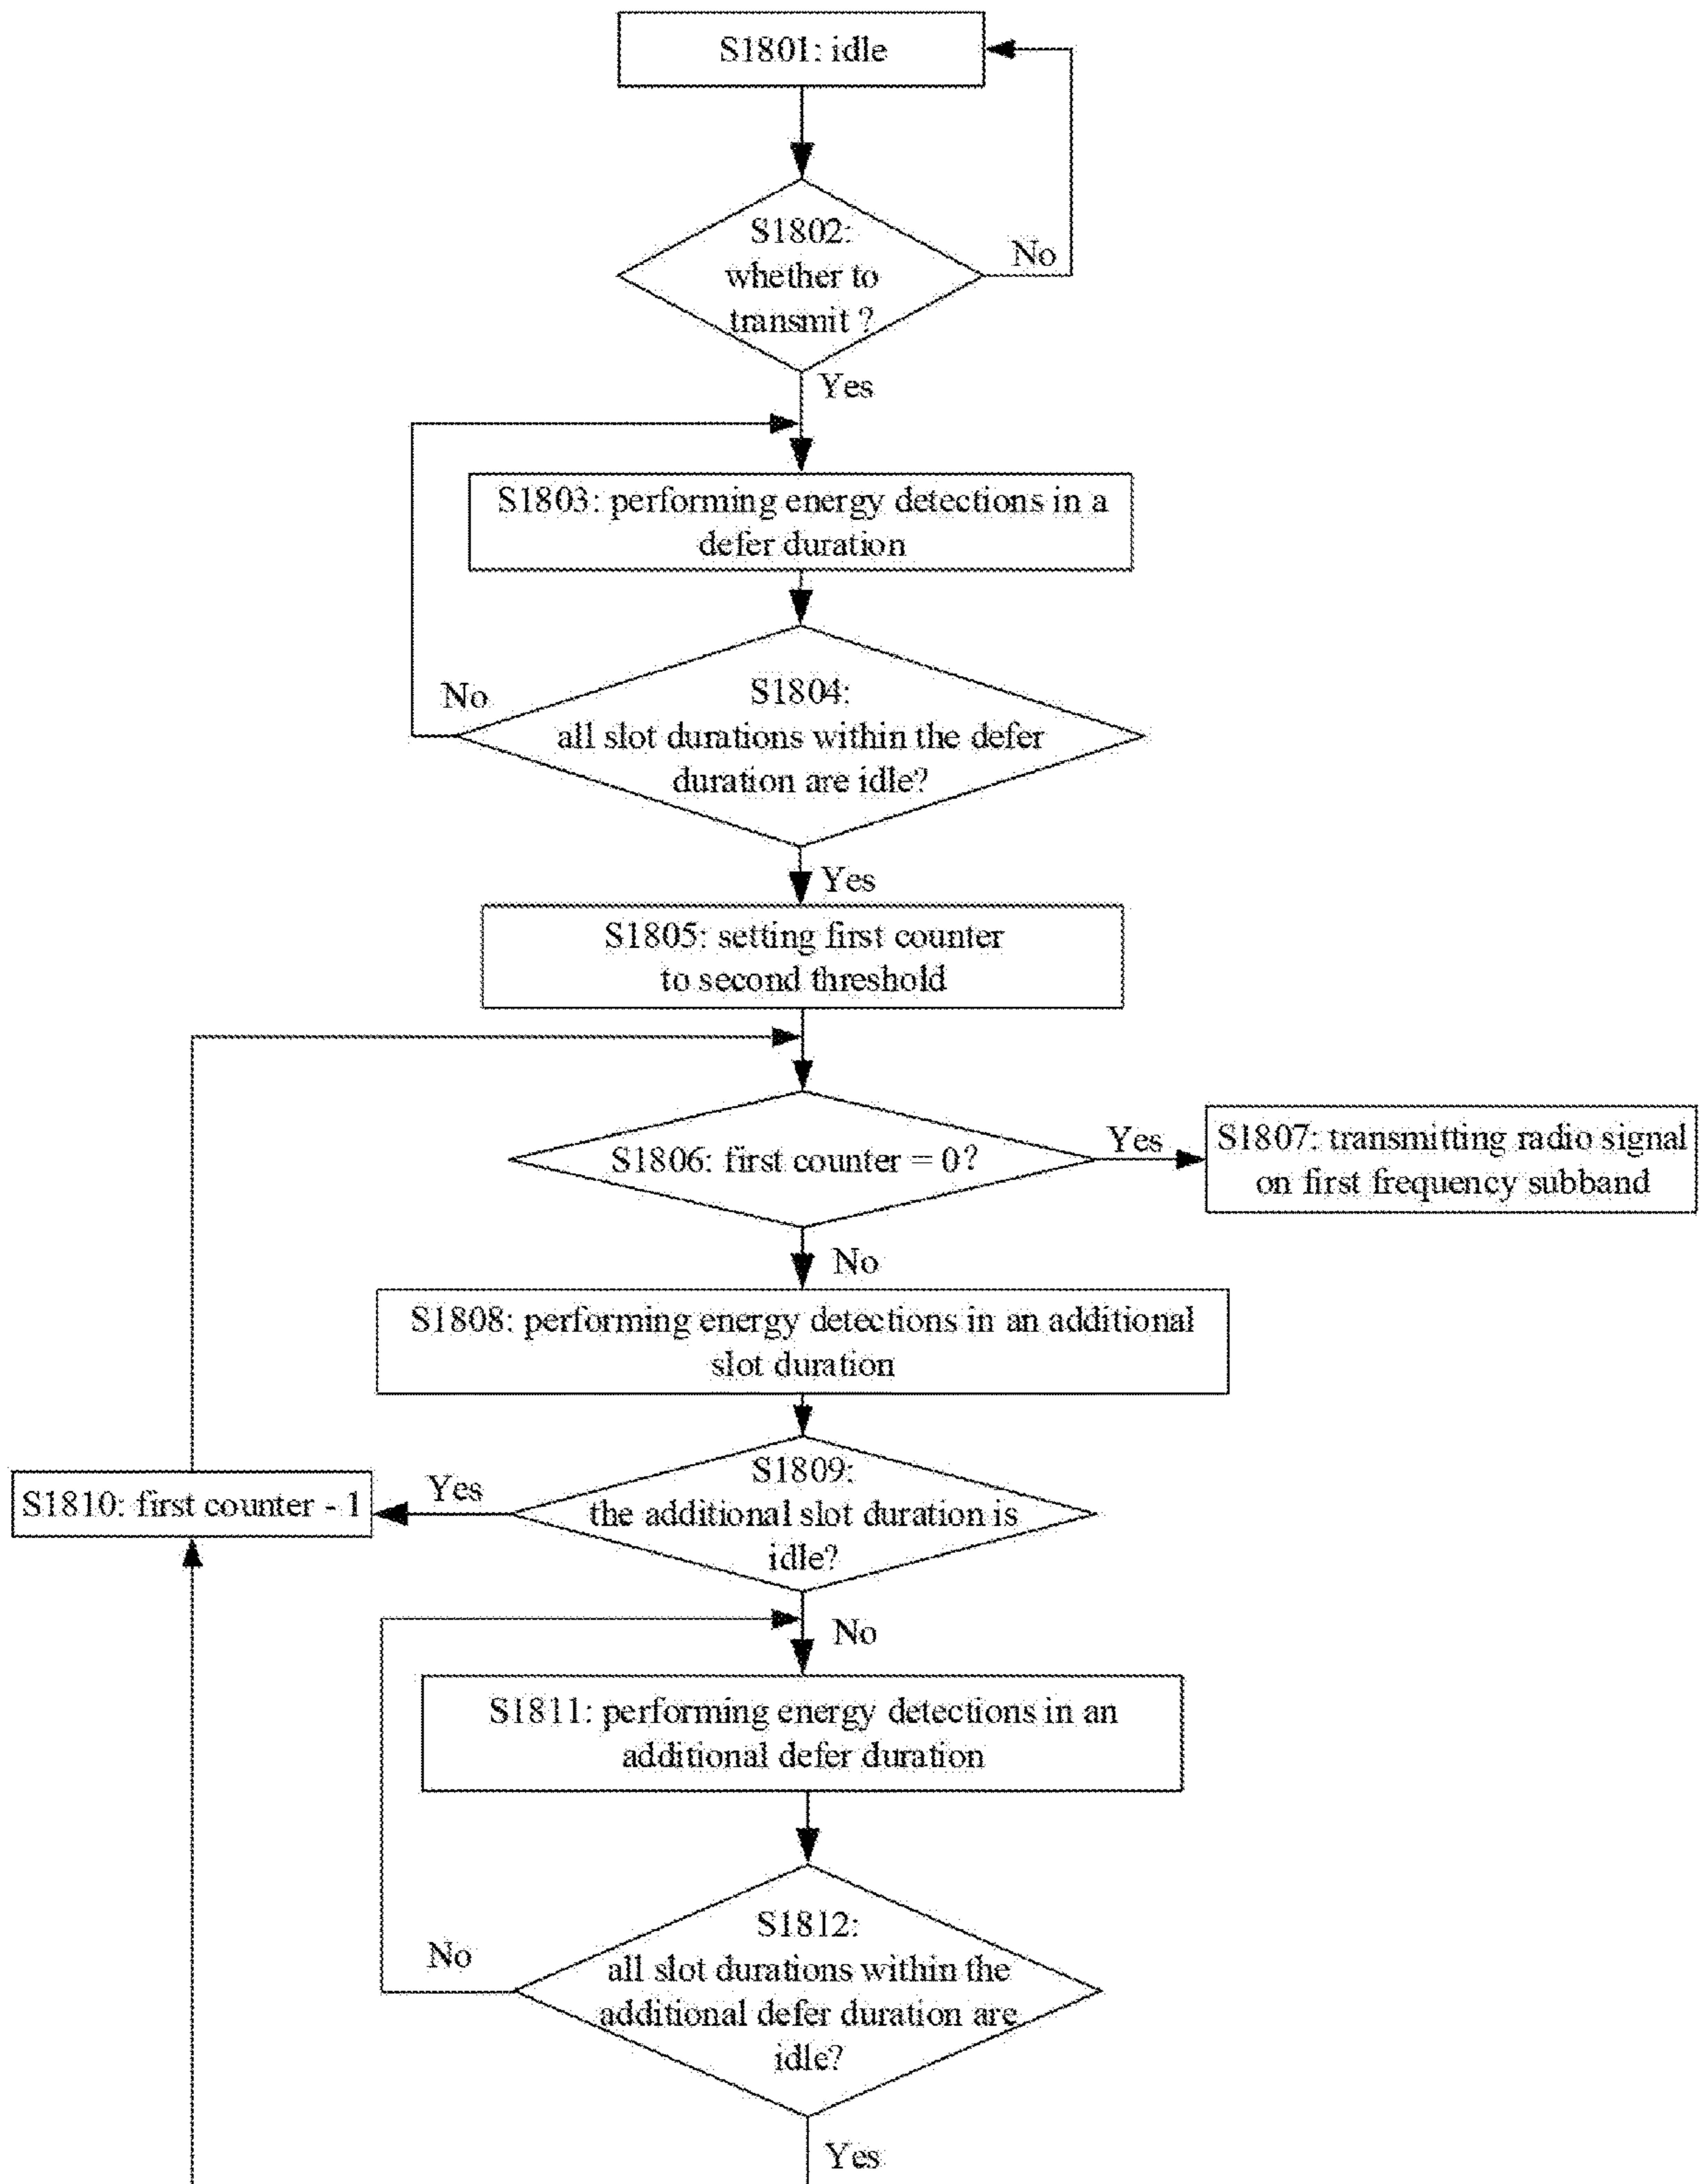 S1801: idle
S1802:
whether to
transmit ?
No
Yes
S1803: performing energy detections in a
defer duration
No
S1804:
all slot durations within the defer
duration are idle?
Yes
S1805: setting first counter
to second threshold
S1806: first counter = 0?
Yes
S1807: transmitting radio signal
on first frequency subband
No
S1808: performing energy detections in an additional
slot duration
S1809:
the additional slot duration is
idle?
Yes
S1810: first counter - 1
No
S1811: performing energy detections in an
additional defer duration
S1812:
all slot durations within the
additional defer duration are
idle?
No
Yes